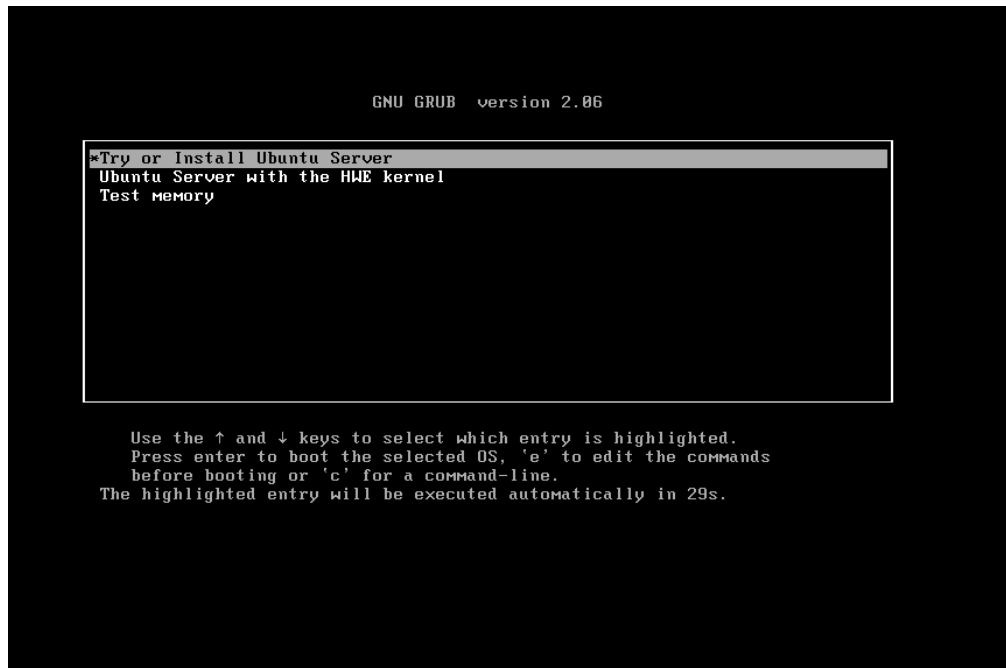 GNU GRUB  version 2.06
*Try or Install Ubuntu Server
Ubuntu Server with the HWE kernel
Test memory
Use the ↑ and ↓ keys to select which entry is highlighted.
Press enter to boot the selected OS, `e' to edit the commands
before booting or `c' for a command-line.
The highlighted entry will be executed automatically in 29s.